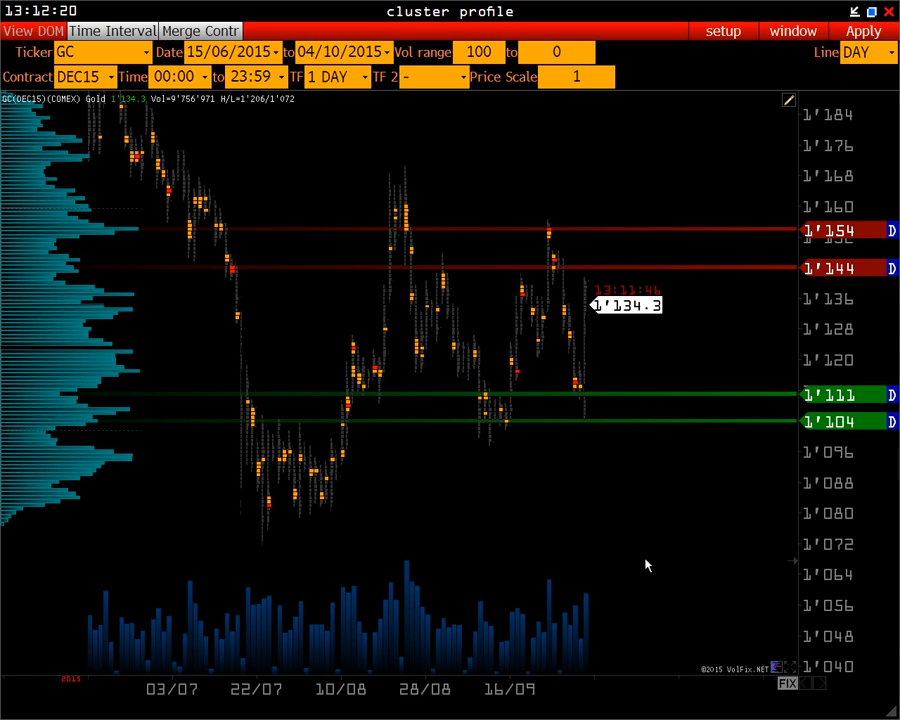 13:12:20 cluster profile
View DOM Time Interval Merge Contr setup window Apply
Ticker GC Date 15/06/2015 to 04/10/2015 Vol range 100 to 0 Line DAY
Contract DEC15 Time 00:00 to 23:59 TF 1 DAY TF 2 - Price Scale 1
GC(DEC15)(COMEX) Gold 1'134.3 Vol=9'756'971 H/L=1'206/1'072
1'184
1'176
1'168
1'160
1'154 D
1'144 D
13:11:46
1'136
1'134.3
1'128
1'120
1'111 D
1'104 D
1'096
1'088
1'080
1'072
1'064
1'056
1'048
1'040
©2015 VolFix.NET
2015
FIX
03/07 22/07 10/08 28/08 16/09